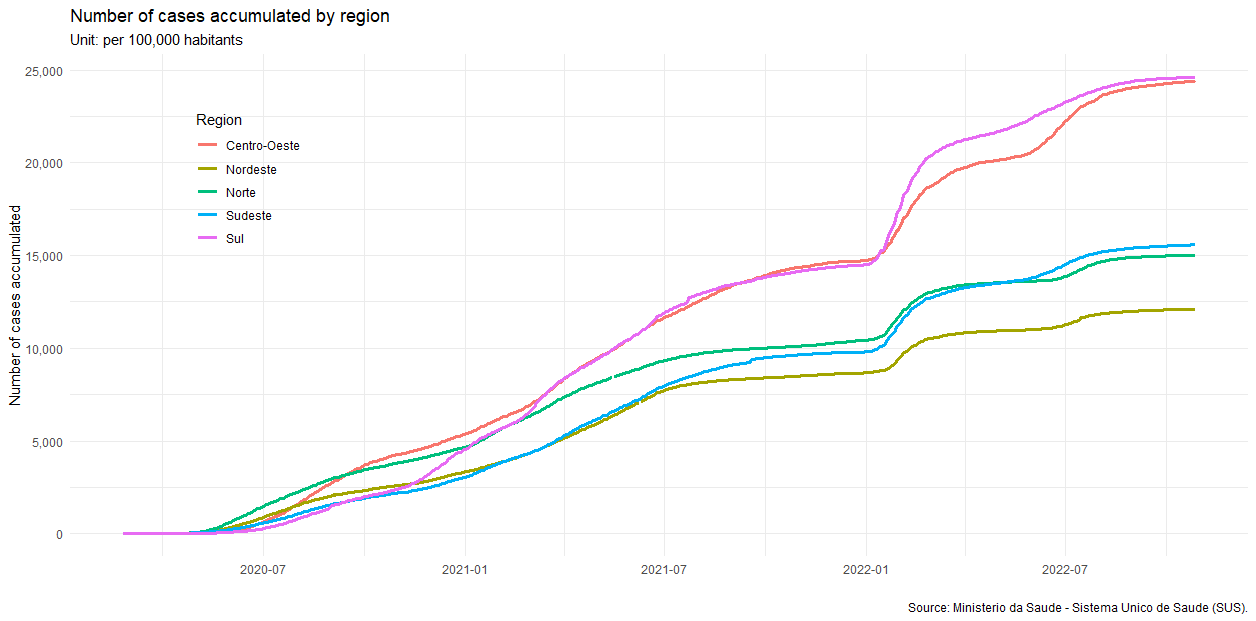 Number of cases accumulated by region
Unit: per 100,000 habitants
Number of cases accumulated
25,000
20,000
15,000
10,000
5,000
0
Region
Centro-Oeste
Nordeste
Norte
Sudeste
Sul
2020-07
2021-01
2021-07
2022-01
2022-07
Source: Ministerio da Saude - Sistema Unico de Saude (SUS).